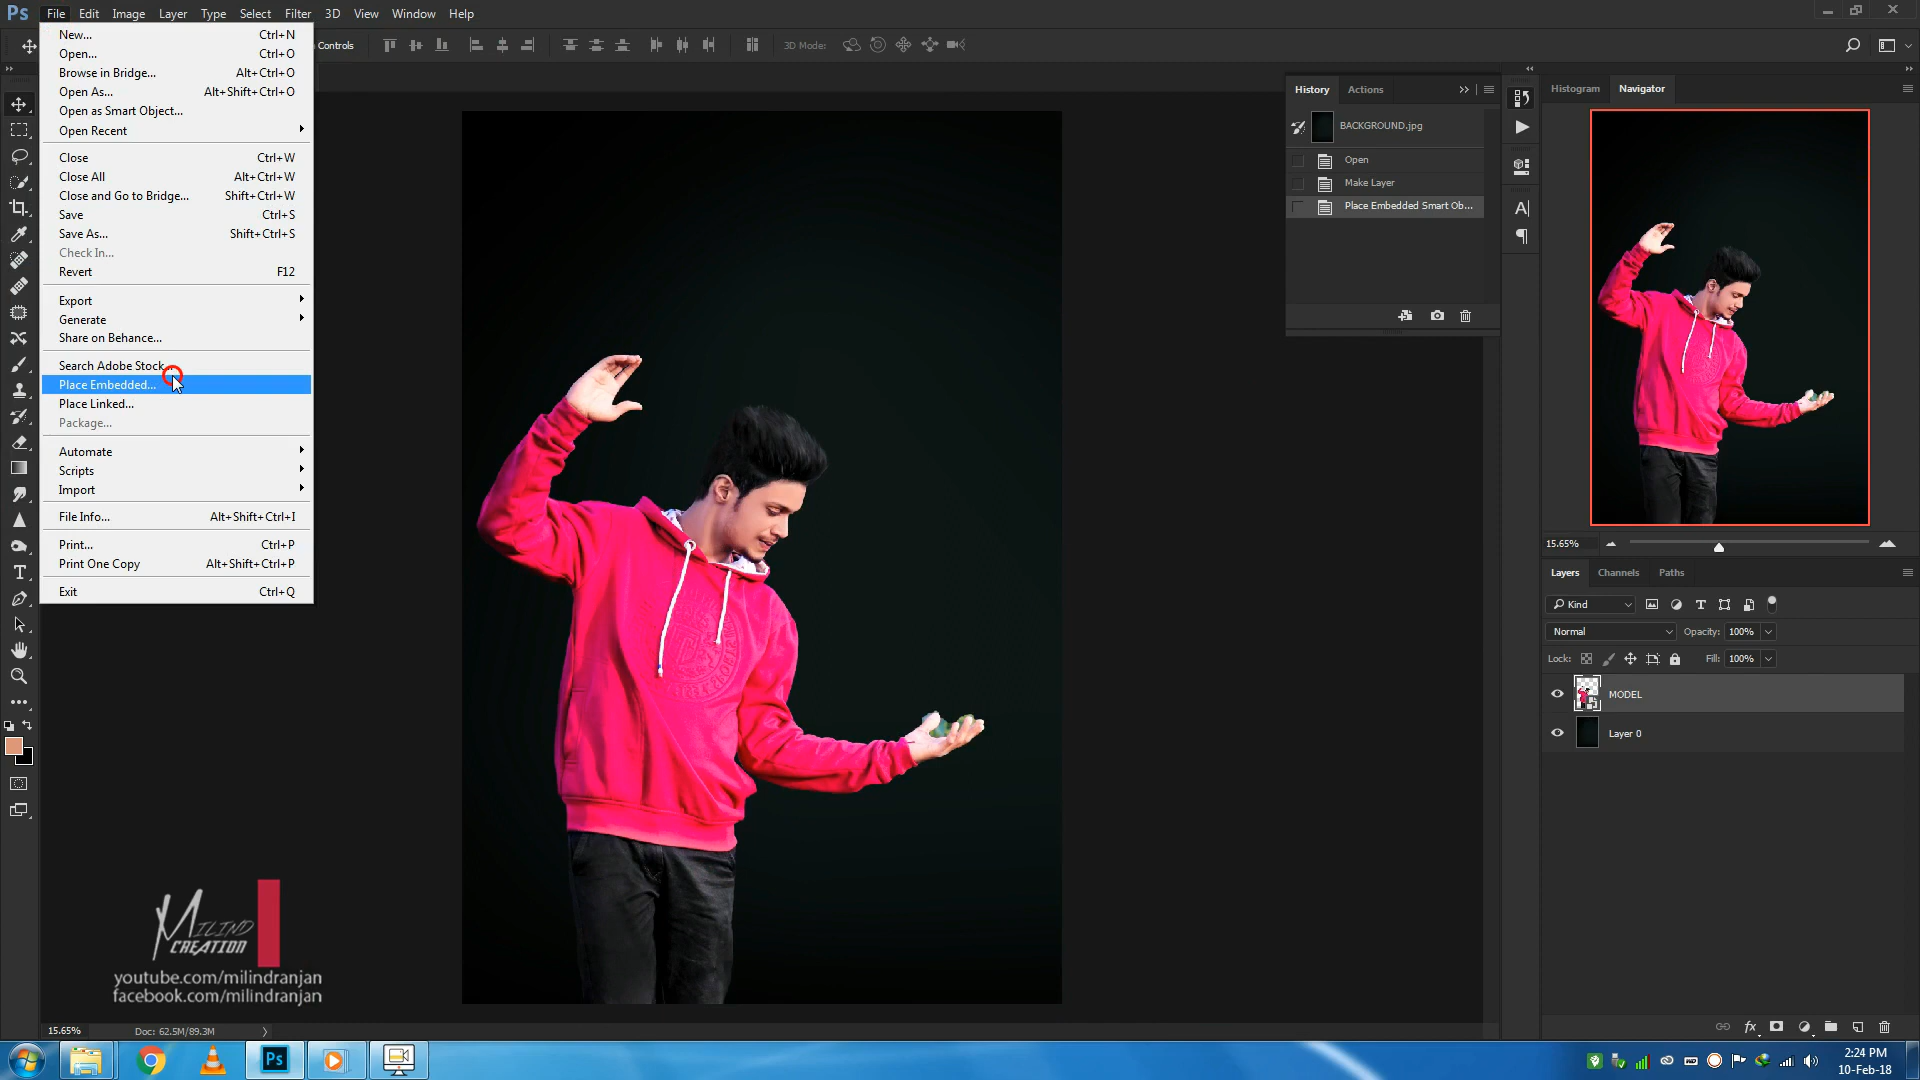 Ps File Edit Image Layer Type Select Filter 3D View Window Help
Controls 3D Mode:
New... Ctrl+N
Open... Ctrl+O
Browse in Bridge... Alt+Ctrl+O
Open As... Alt+Shift+Ctrl+O
Open as Smart Object...
Open Recent
Close Ctrl+W
Close All Alt+Ctrl+W
Close and Go to Bridge... Shift+Ctrl+W
Save Ctrl+S
Save As... Shift+Ctrl+S
Check In...
Revert F12
Export
Generate
Share on Behance...
Search Adobe Stock...
Place Embedded...
Place Linked...
Package...
Automate
Scripts
Import
File Info... Alt+Shift+Ctrl+I
Print... Ctrl+P
Print One Copy Alt+Shift+Ctrl+P
Exit Ctrl+Q
History Actions
BACKGROUND.jpg
Open
Make Layer
Place Embedded Smart Ob...
Histogram Navigator
15.65%
Layers Channels Paths
Kind
Normal Opacity: 100%
Lock: Fill: 100%
MODEL
Layer 0
MILIND
CREATION
youtube.com/milindranjan
facebook.com/milindranjan
15.65% Doc: 62.5M/89.3M
Ps
2:24 PM
10-Feb-18